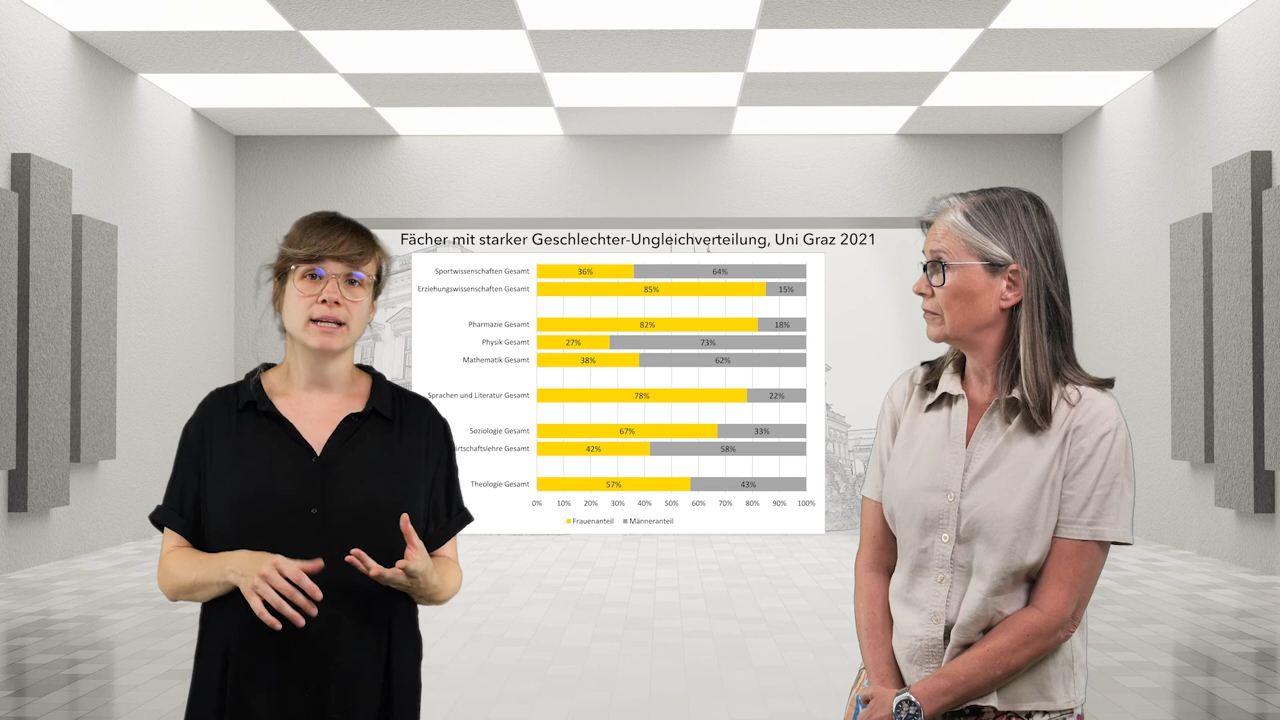 Fächer mit starker Geschlechter-Ungleichverteilung, Uni Graz 2021
Sportwissenschaften Gesamt 36% 64%
Erziehungswissenschaften Gesamt 85% 15%
Pharmazie Gesamt 82% 18%
Physik Gesamt 27% 73%
Mathematik Gesamt 38% 62%
Sprachen und Literatur Gesamt 78% 22%
Soziologie Gesamt 67% 33%
irtschaftslehre Gesamt 42% 58%
Theologie Gesamt 57% 43%
0% 10% 20% 30% 40% 50% 60% 70% 80% 90% 100%
Frauenanteil Männeranteil